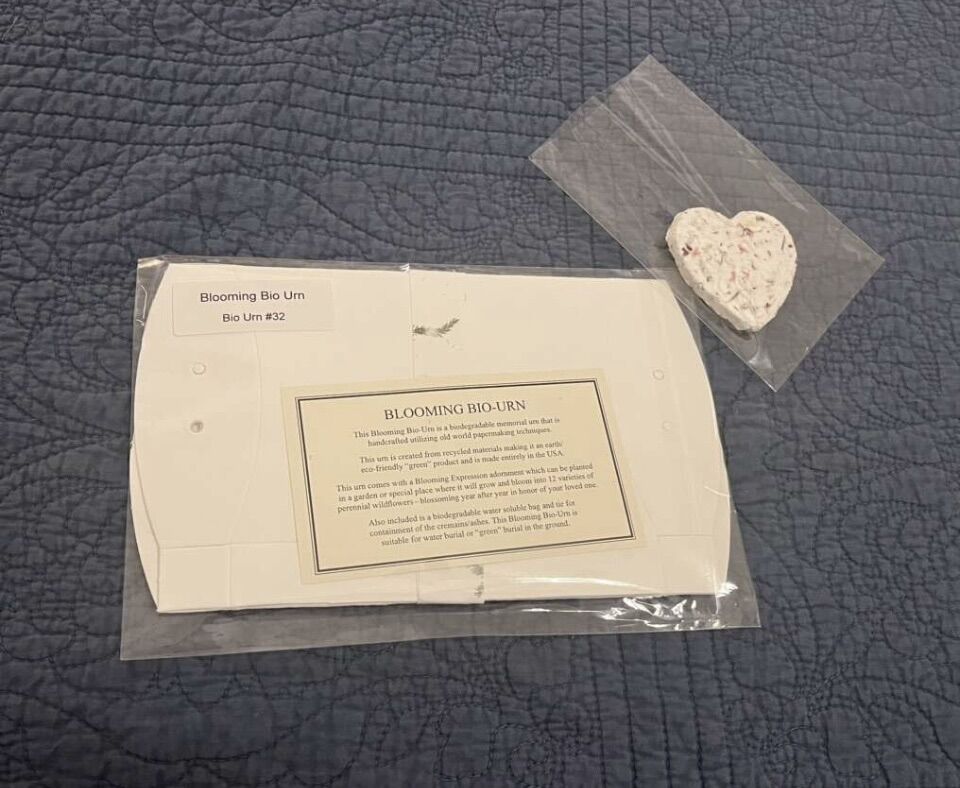 Blooming Bio Urn
Bio Urn #32
BLOOMING BIO-URN
This Blooming Bio-Urn is a biodegradable memorial urn that is
handcrafted utilizing old world papermaking techniques.
This urn is created from recycled materials making it an earth/
eco-friendly "green" product and is made entirely in the USA.
This urn comes with a Blooming Expression adornment which can be planted
in a garden or special place where it will grow and bloom into 12 varieties of
perennial wildflowers—blossoming year after year in honor of your loved one.
Also included is a biodegradable water soluble bag and tie for
containment of the cremains/ashes. This Blooming Bio-Urn is
suitable for water burial or "green" burial in the ground.